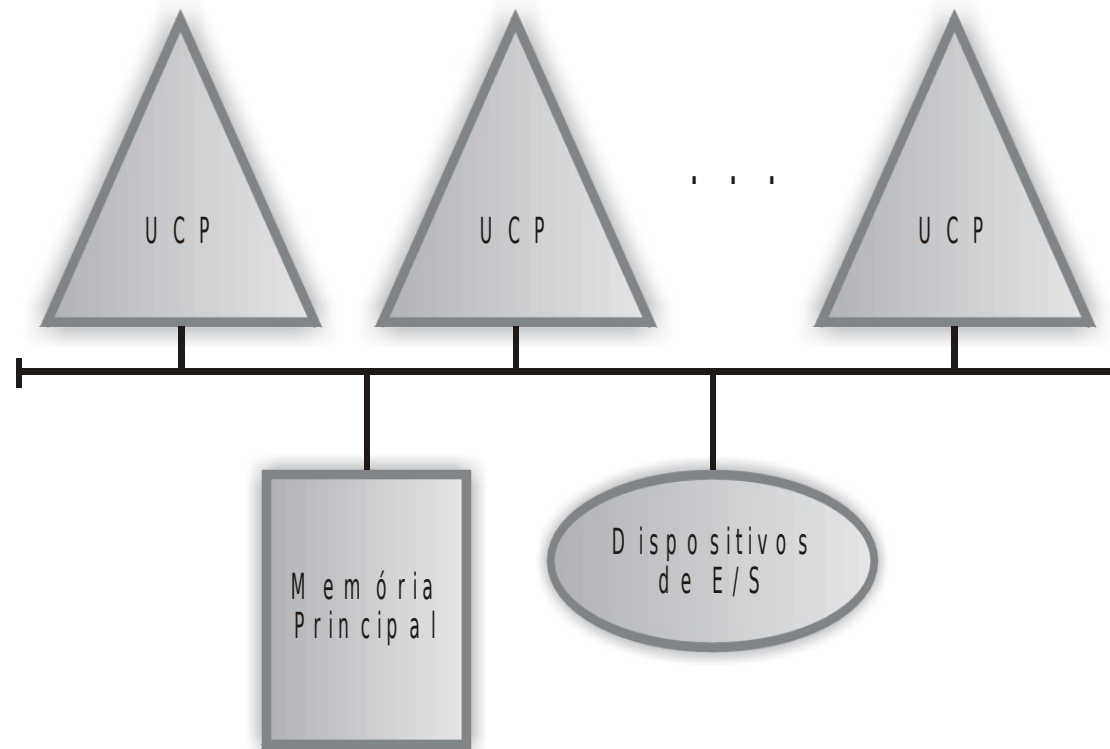 UCP
UCP
. . .
UCP
Dispositivos
de E/S
Memória
Principal